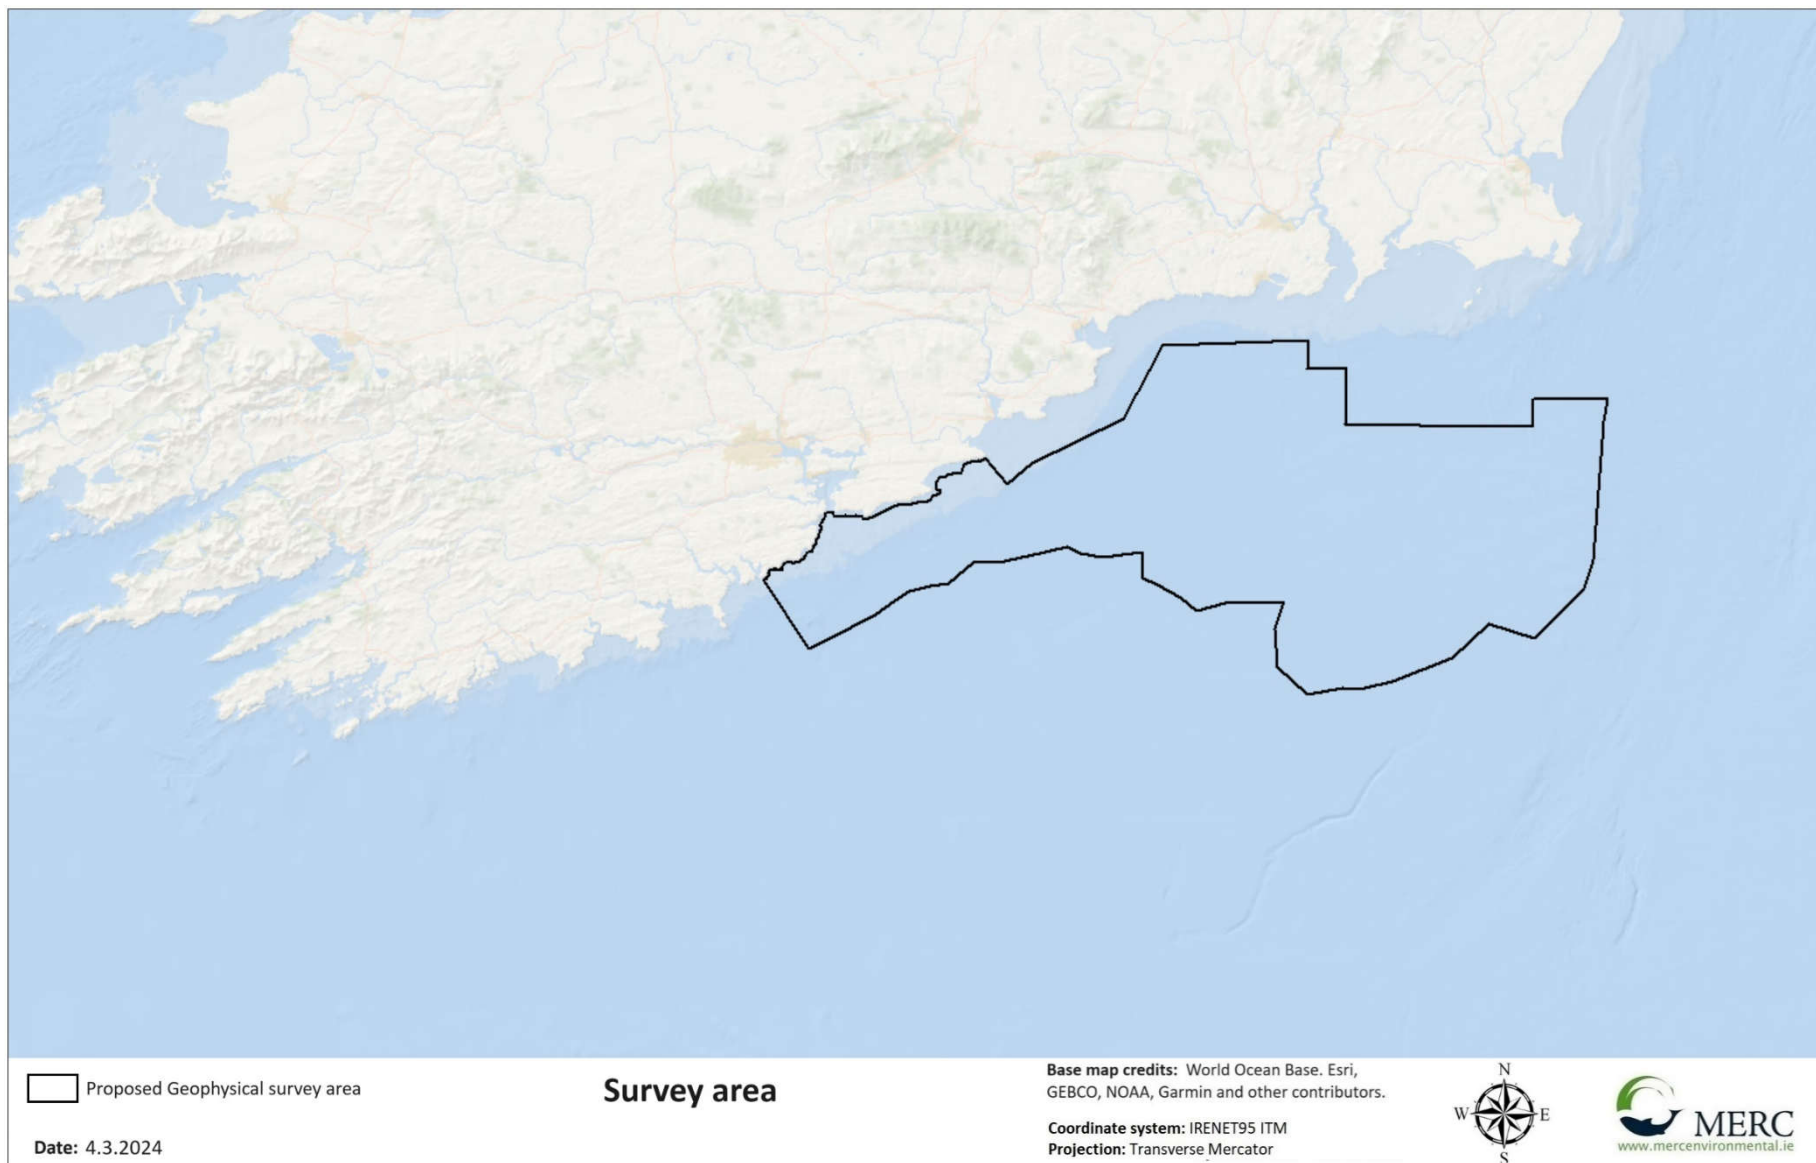 Proposed Geophysical survey area
Date: 4.3.2024
Survey area
Base map credits: World Ocean Base. Esri,
GEBCO, NOAA, Garmin and other contributors.
Coordinate system: IRENET95 ITM
Projection: Transverse Mercator
N
W
E
S
MERC
www.mercenvironmental.ie